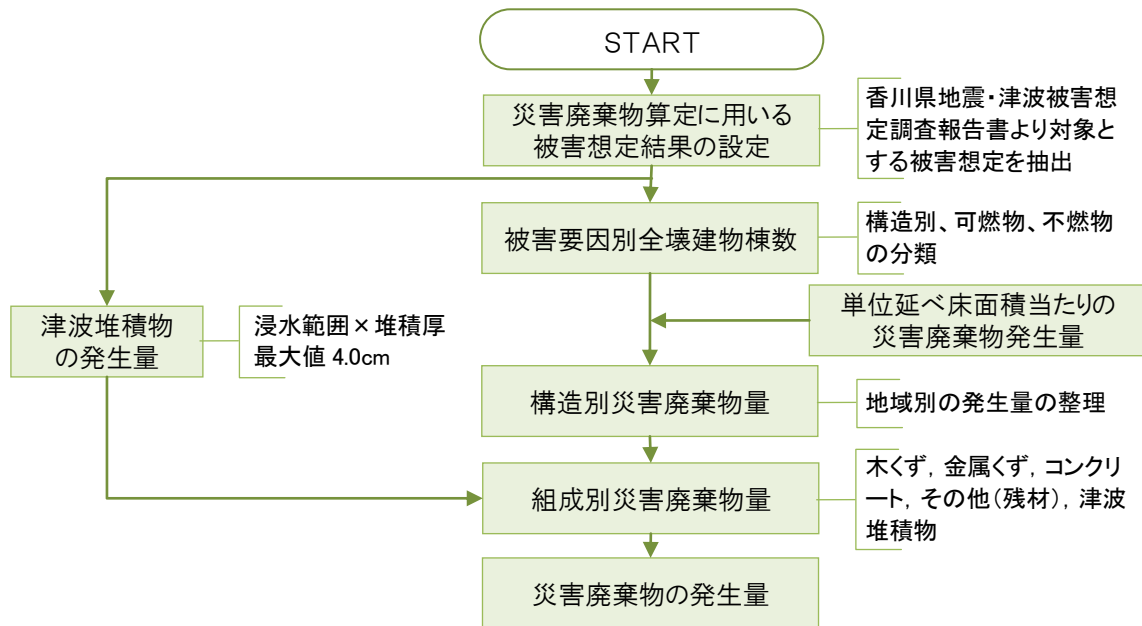 START
災害廃棄物算定に用いる
被害想定結果の設定
香川県地震・津波被害想
定調査報告書より対象と
する被害想定を抽出
被害要因別全壊建物棟数
構造別、可燃物、不燃物
の分類
単位延べ床面積当たりの
災害廃棄物発生量
津波堆積物
の発生量
浸水範囲×堆積厚
最大値 4.0cm
構造別災害廃棄物量
地域別の発生量の整理
組成別災害廃棄物量
木くず，金属くず，コンクリ
ート，その他（残材），津波
堆積物
災害廃棄物の発生量